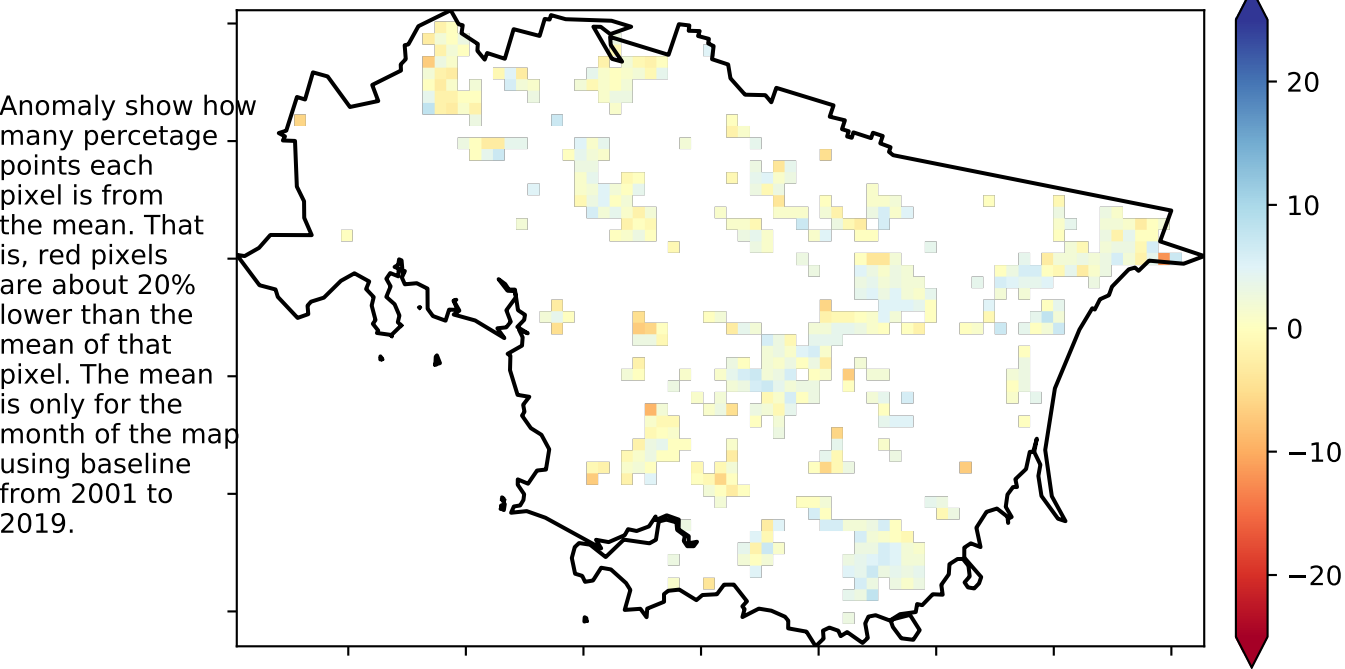 Anomaly show how
many percetage
points each
pixel is from
the mean. That
is, red pixels
are about 20%
lower than the
mean of that
pixel. The mean
is only for the
month of the map
using baseline
from 2001 to
2019.
20
10
0
−10
−20